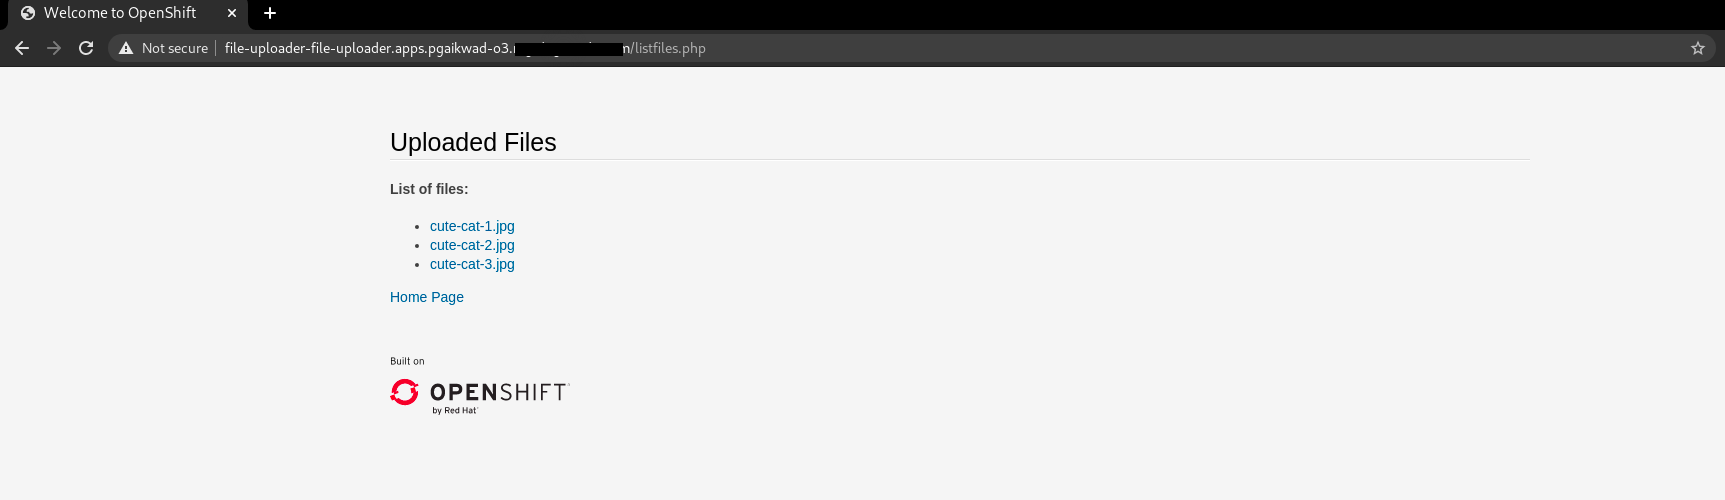 Welcome to OpenShift
Not secure file-uploader-file-uploader.apps.pgaikwad-o3. /listfiles.php
Uploaded Files
List of files:
cute-cat-1.jpg
cute-cat-2.jpg
cute-cat-3.jpg
Home Page
Built on
OPENSHIFT
by Red Hat